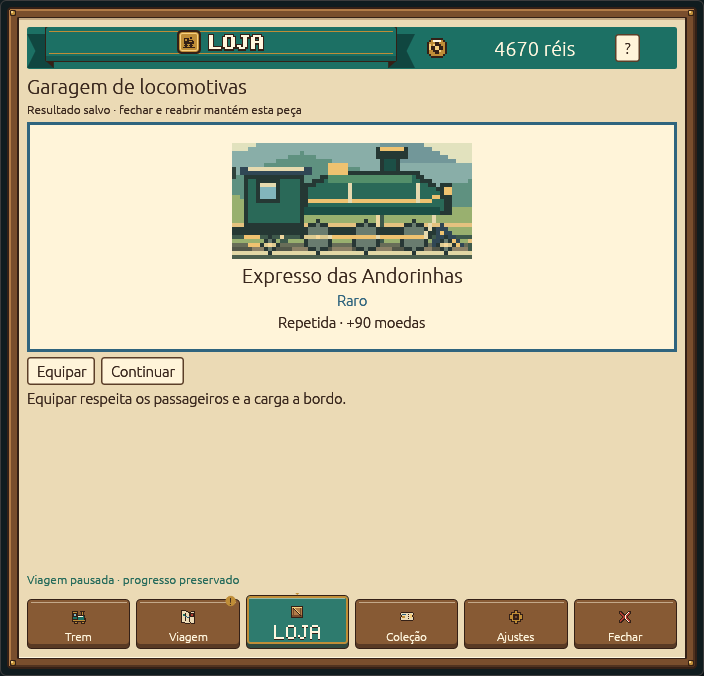 LOJA
4670 réis
?
Garagem de locomotivas
Resultado salvo · fechar e reabrir mantém esta peça
Expresso das Andorinhas
Raro
Repetida · +90 moedas
Equipar
Continuar
Equipar respeita os passageiros e a carga a bordo.
Viagem pausada · progresso preservado
!
Trem
Viagem
LOJA
Coleção
Ajustes
Fechar